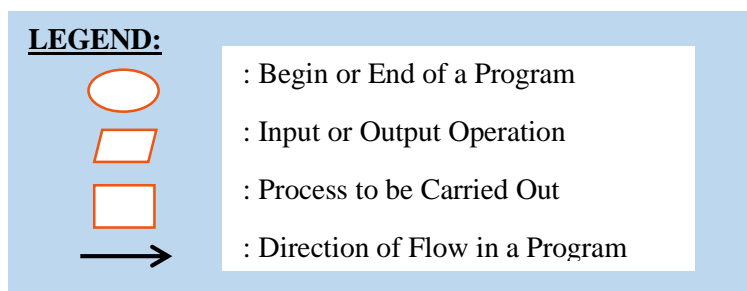 LEGEND:
: Begin or End of a Program
: Input or Output Operation
: Process to be Carried Out
: Direction of Flow in a Program